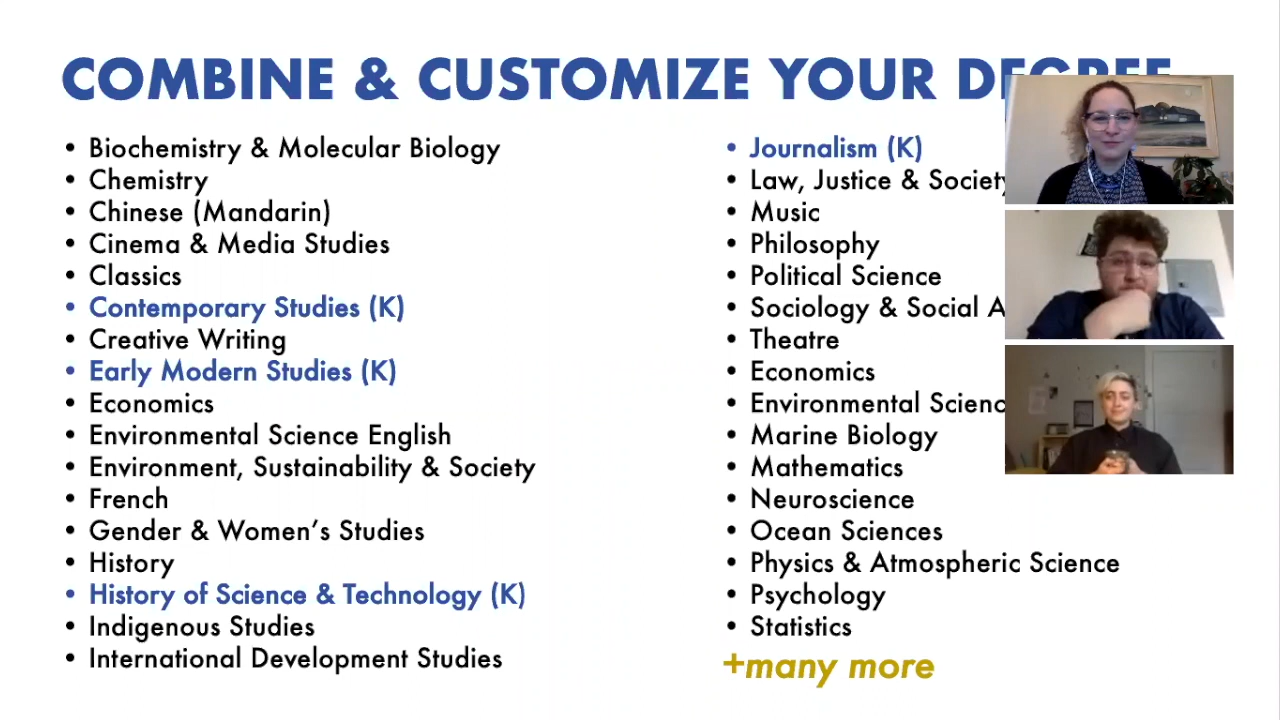 COMBINE & CUSTOMIZE YOUR DEGREE
• Biochemistry & Molecular Biology
• Chemistry
• Chinese (Mandarin)
• Cinema & Media Studies
• Classics
• Contemporary Studies (K)
• Creative Writing
• Early Modern Studies (K)
• Economics
• Environmental Science English
• Environment, Sustainability & Society
• French
• Gender & Women’s Studies
• History
• History of Science & Technology (K)
• Indigenous Studies
• International Development Studies
• Journalism (K)
• Law, Justice & Society
• Music
• Philosophy
• Political Science
• Sociology & Social
• Theatre
• Economics
• Environmental
• Marine Biology
• Mathematics
• Neuroscience
• Ocean Sciences
• Physics & Atmospheric Science
• Psychology
• Statistics
+many more